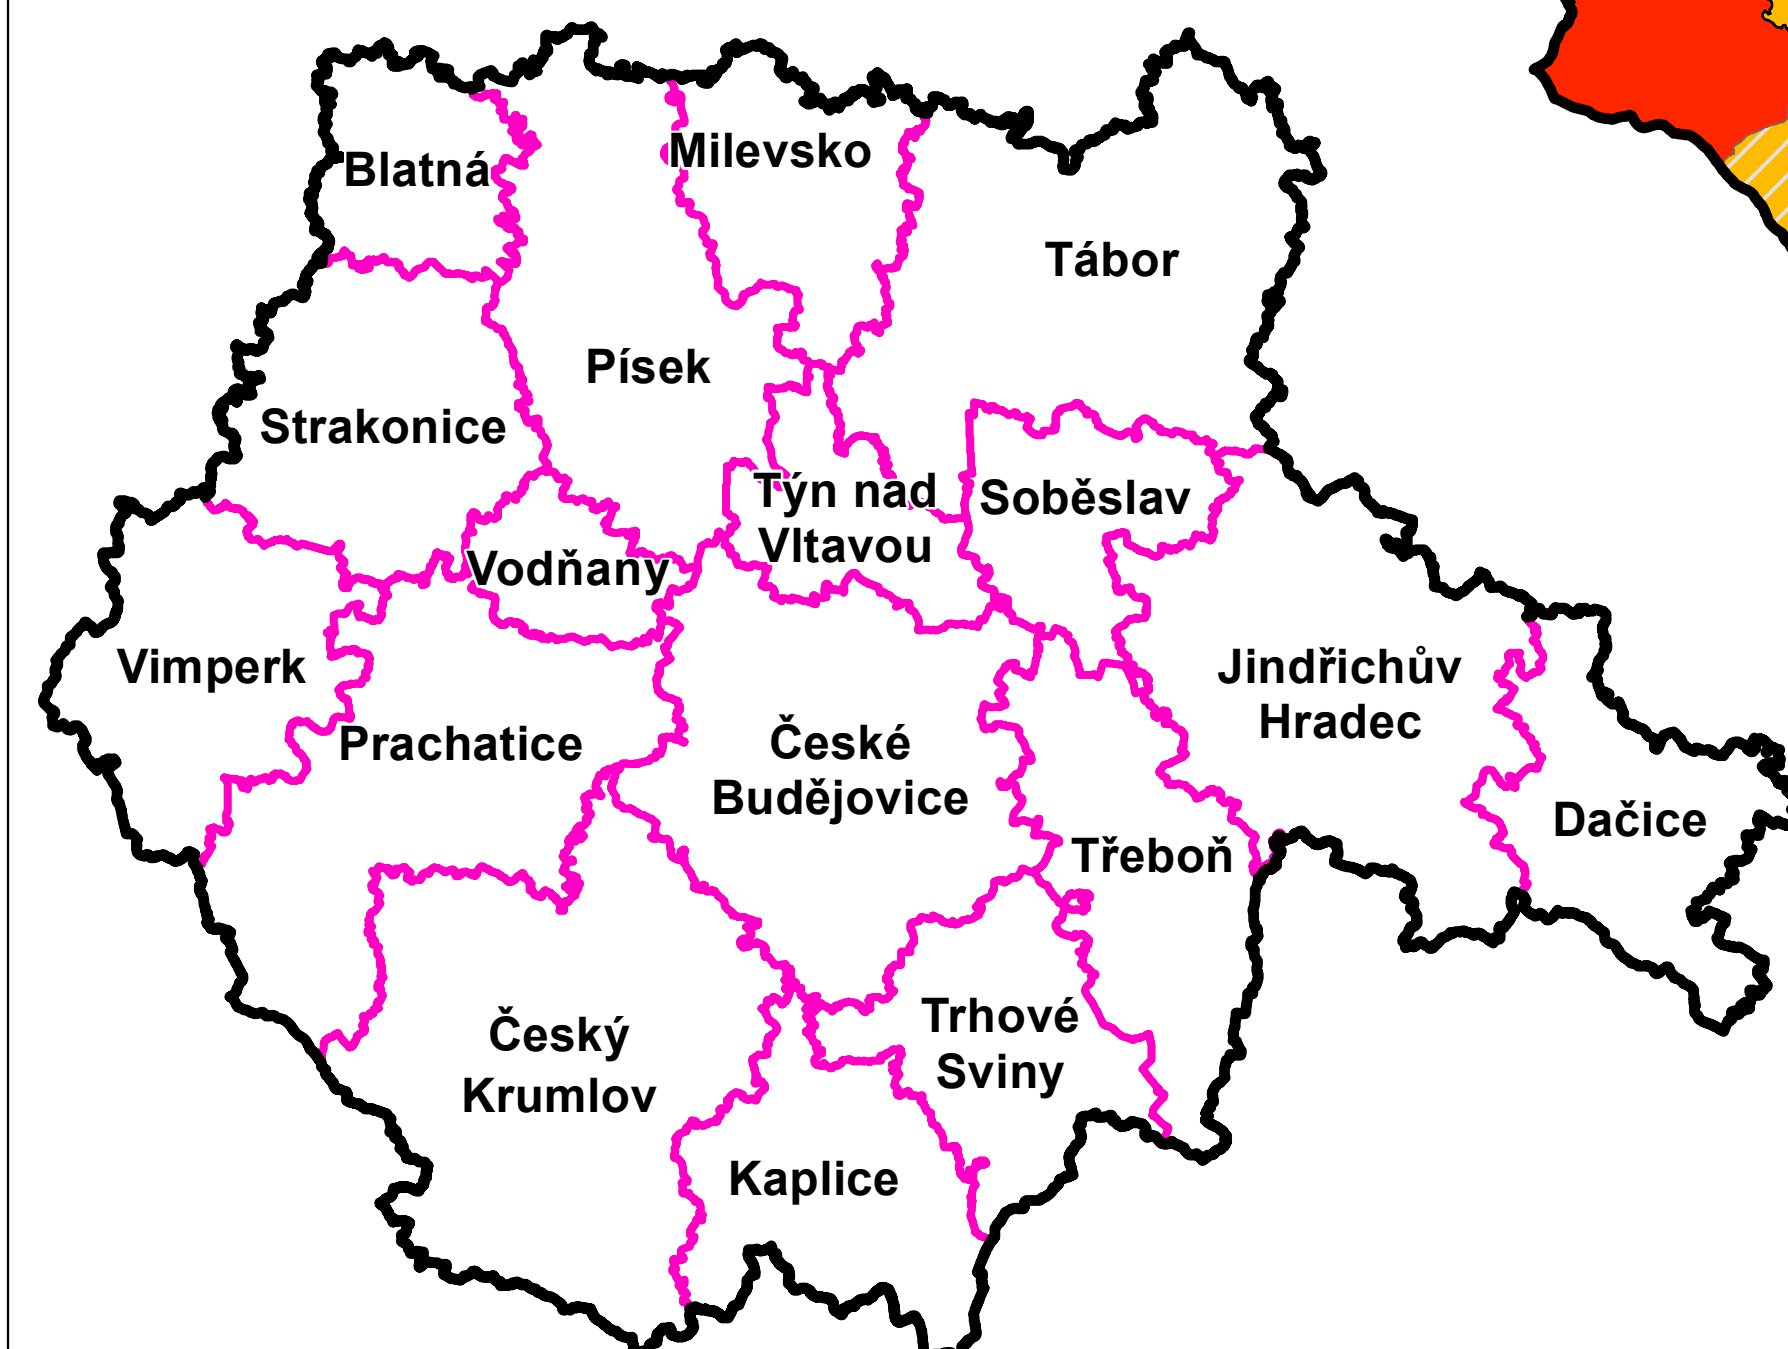 Milevsko
Blatná
Tábor
Písek
Strakonice
Týn nad
Vltavou
Soběslav
Vodňany
Vimperk
Jindřichův
Hradec
Prachatice
České
Budějovice
Dačice
Třeboň
Trhové
Sviny
Český
Krumlov
Kaplice